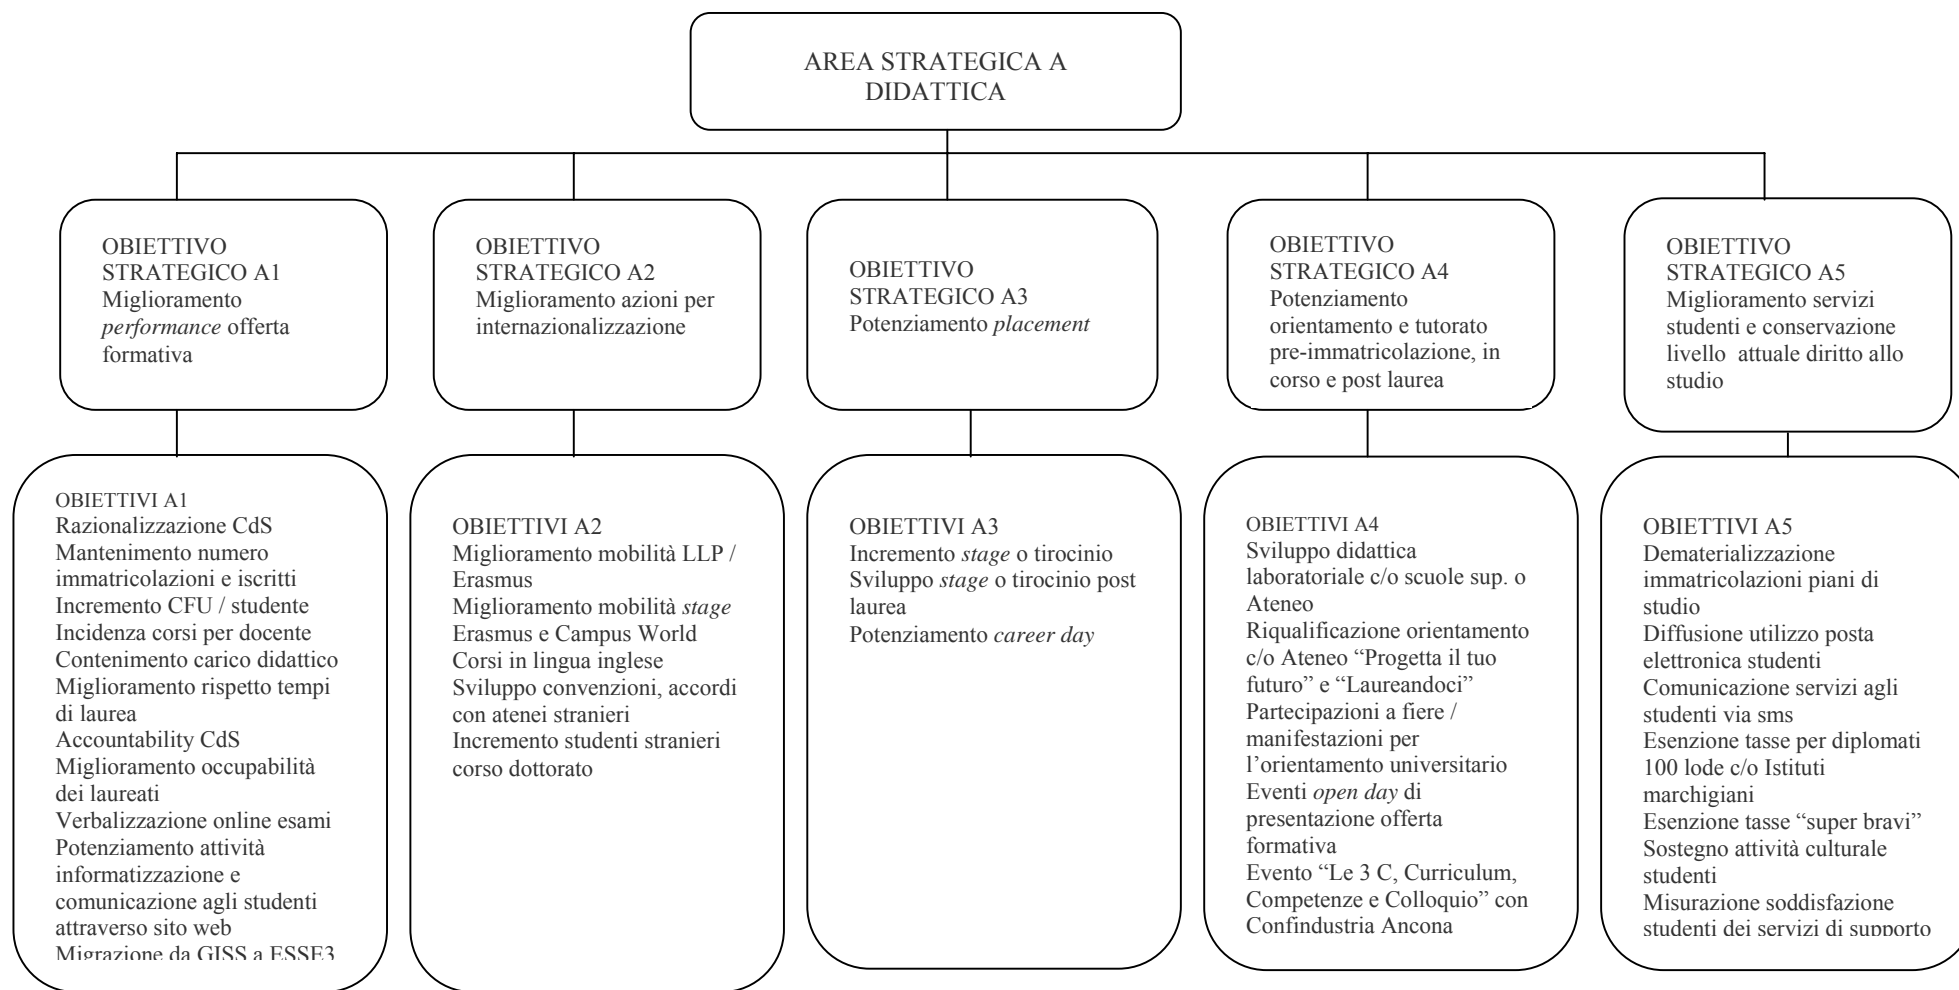 AREA STRATEGICA A
DIDATTICA
OBIETTIVO
STRATEGICO A1
Miglioramento
performance offerta
formativa
OBIETTIVO
STRATEGICO A2
Miglioramento azioni per
internazionalizzazione
OBIETTIVO
STRATEGICO A3
Potenziamento placement
OBIETTIVO
STRATEGICO A4
Potenziamento
orientamento e tutorato
pre-immatricolazione, in
corso e post laurea
OBIETTIVO
STRATEGICO A5
Miglioramento servizi
studenti e conservazione
livello attuale diritto allo
studio
OBIETTIVI A1
Razionalizzazione CdS
Mantenimento numero
immatricolazioni e iscritti
Incremento CFU / studente
Incidenza corsi per docente
Contenimento carico didattico
Miglioramento rispetto tempi
di laurea
Accountability CdS
Miglioramento occupabilità
dei laureati
Verbalizzazione online esami
Potenziamento attività
informatizzazione e
comunicazione agli studenti
attraverso sito web
Migrazione da GISS a ESSE3
OBIETTIVI A2
Miglioramento mobilità LLP /
Erasmus
Miglioramento mobilità stage
Erasmus e Campus World
Corsi in lingua inglese
Sviluppo convenzioni, accordi
con atenei stranieri
Incremento studenti stranieri
corso dottorato
OBIETTIVI A3
Incremento stage o tirocinio
Sviluppo stage o tirocinio post
laurea
Potenziamento career day
OBIETTIVI A4
Sviluppo didattica
laboratoriale c/o scuole sup. o
Ateneo
Riqualificazione orientamento
c/o Ateneo “Progetta il tuo
futuro” e “Laureandoci”
Partecipazioni a fiere /
manifestazioni per
l’orientamento universitario
Eventi open day di
presentazione offerta
formativa
Evento “Le 3 C, Curriculum,
Competenze e Colloquio” con
Confindustria Ancona
OBIETTIVI A5
Dematerializzazione
immatricolazioni piani di
studio
Diffusione utilizzo posta
elettronica studenti
Comunicazione servizi agli
studenti via sms
Esenzione tasse per diplomati
100 lode c/o Istituti
marchigiani
Esenzione tasse “super bravi”
Sostegno attività culturale
studenti
Misurazione soddisfazione
studenti dei servizi di supporto